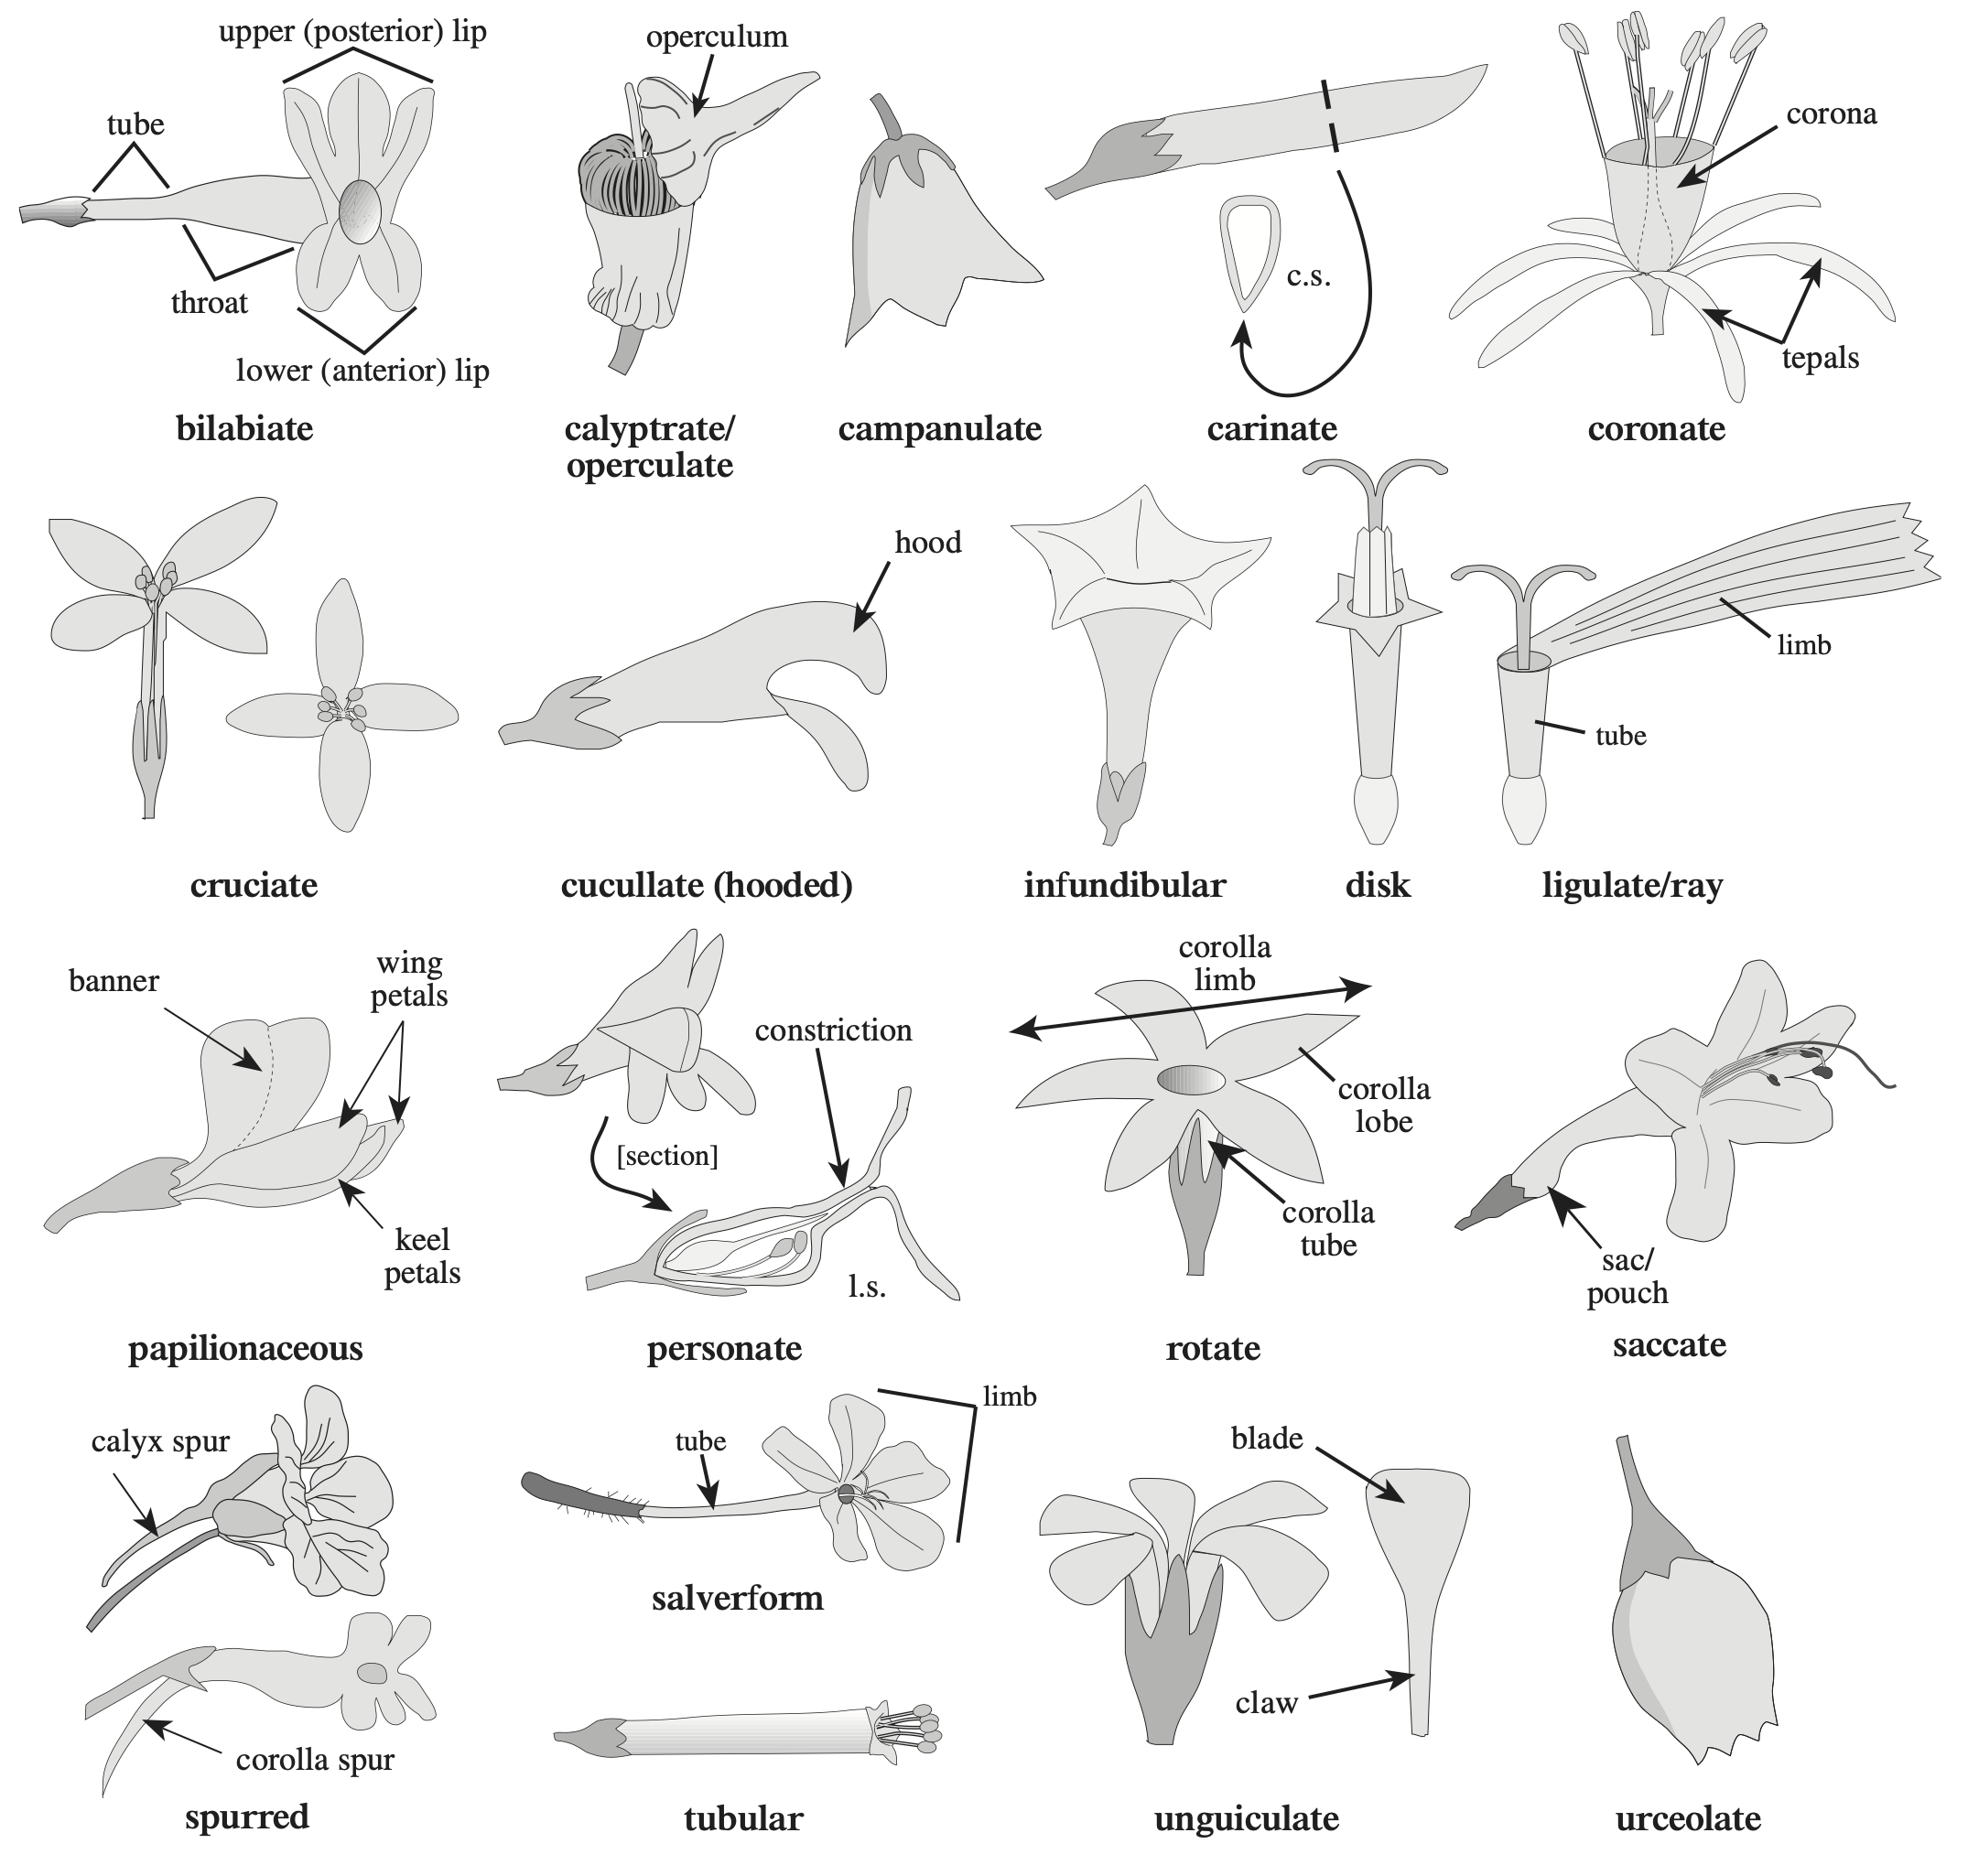 upper (posterior) lip
tube
throat
lower (anterior) lip
bilabiate
operculum
calyptrate/
operculate
campanulate
c.s.
carinate
corona
tepals
coronate
cruciate
hood
cucullate (hooded)
infundibular
disk
limb
tube
ligulate/ray
banner
wing
petals
keel
petals
papilionaceous
constriction
[section]
l.s.
personate
corolla
limb
corolla
lobe
corolla
tube
rotate
sac/
pouch
saccate
calyx spur
corolla spur
spurred
tube
limb
salverform
tubular
blade
claw
unguiculate
urceolate